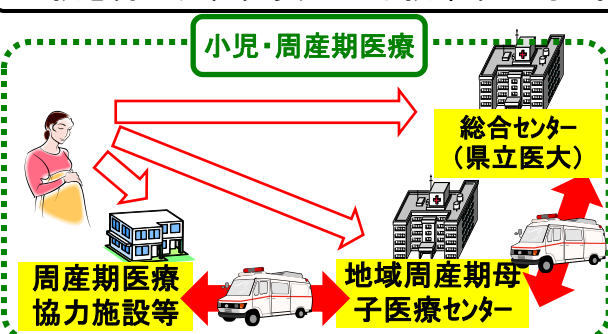 小児・周産期医療
総合センター
（県立医大）
周産期医療
協力施設等
地域周産期母
子医療センター